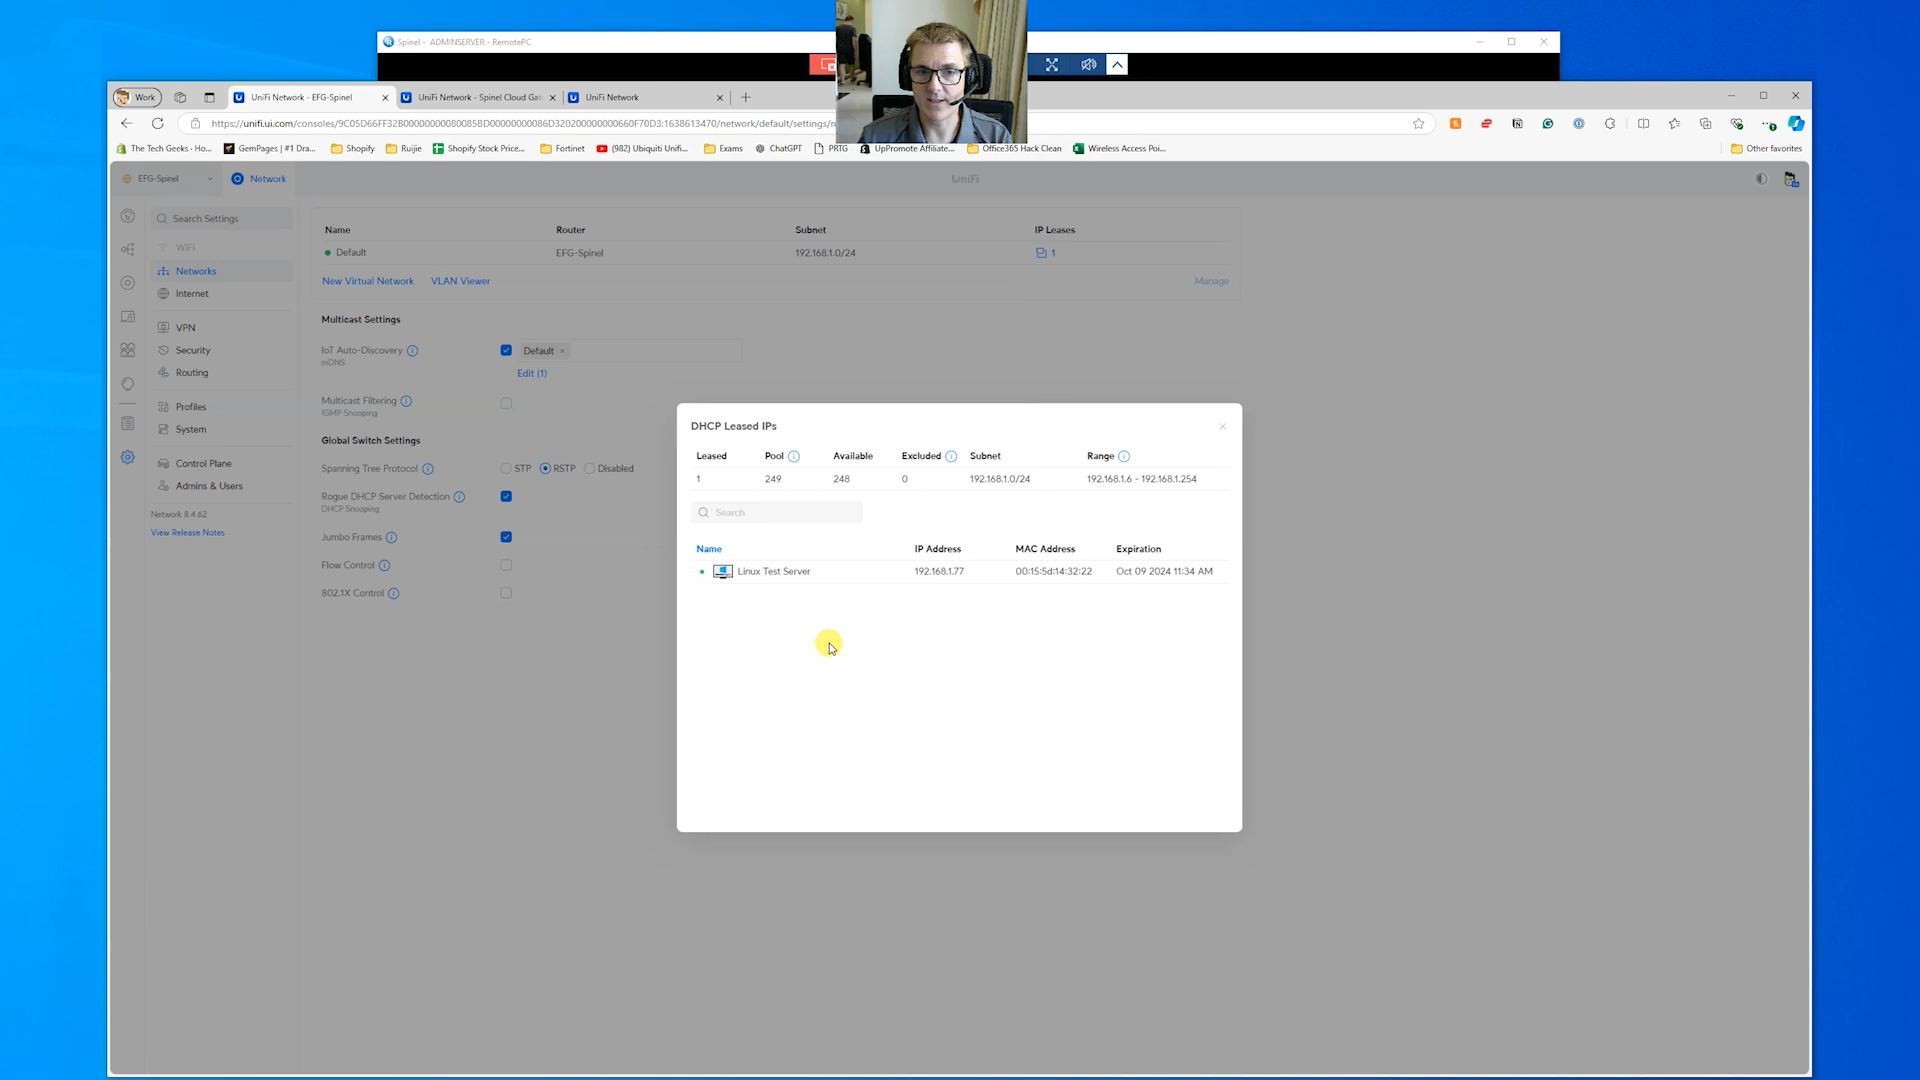 Spinel - ADMINSERVER - RemotePC
Work
UniFi Network - EFG-Spinel
UniFi Network - Spinel Cloud Gat
UniFi Network
https://unifi.ui.com/consoles/9C05D66FF32B0000000080085BD00000000086D320200000000660F70D3:1638613470/network/default/settings/n
The Tech Geeks - Ho...
GemPages | #1 Dra...
Shopify
Ruijie
Shopify Stock Price...
Fortinet
(982) Ubiquiti Unifi...
Exams
ChatGPT
PRTG
UpPromote Affiliate...
Office365 Hack Clean
Wireless Access Poi...
Other favorites
EFG-Spinel
Network
UniFi
Search Settings
WiFi
Networks
Internet
VPN
Security
Routing
Profiles
System
Control Plane
Admins & Users
Network 8.4.62
View Release Notes
Name Router Subnet IP Leases
Default EFG-Spinel 192.168.1.0/24 1
New Virtual Network VLAN Viewer Manage
Multicast Settings
IoT Auto-Discovery
mDNS
Default ×
Edit (1)
Multicast Filtering
IGMP Snooping
Global Switch Settings
Spanning Tree Protocol STP RSTP Disabled
Rogue DHCP Server Detection
DHCP Snooping
Jumbo Frames
Flow Control
802.1X Control
DHCP Leased IPs
Leased Pool Available Excluded Subnet Range
1 249 248 0 192.168.1.0/24 192.168.1.6 - 192.168.1.254
Search
Name IP Address MAC Address Expiration
Linux Test Server 192.168.1.77 00:15:5d:14:32:22 Oct 09 2024 11:34 AM